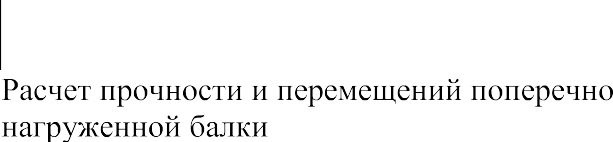 Расчет прочности и перемещений поперечно
нагруженной балки